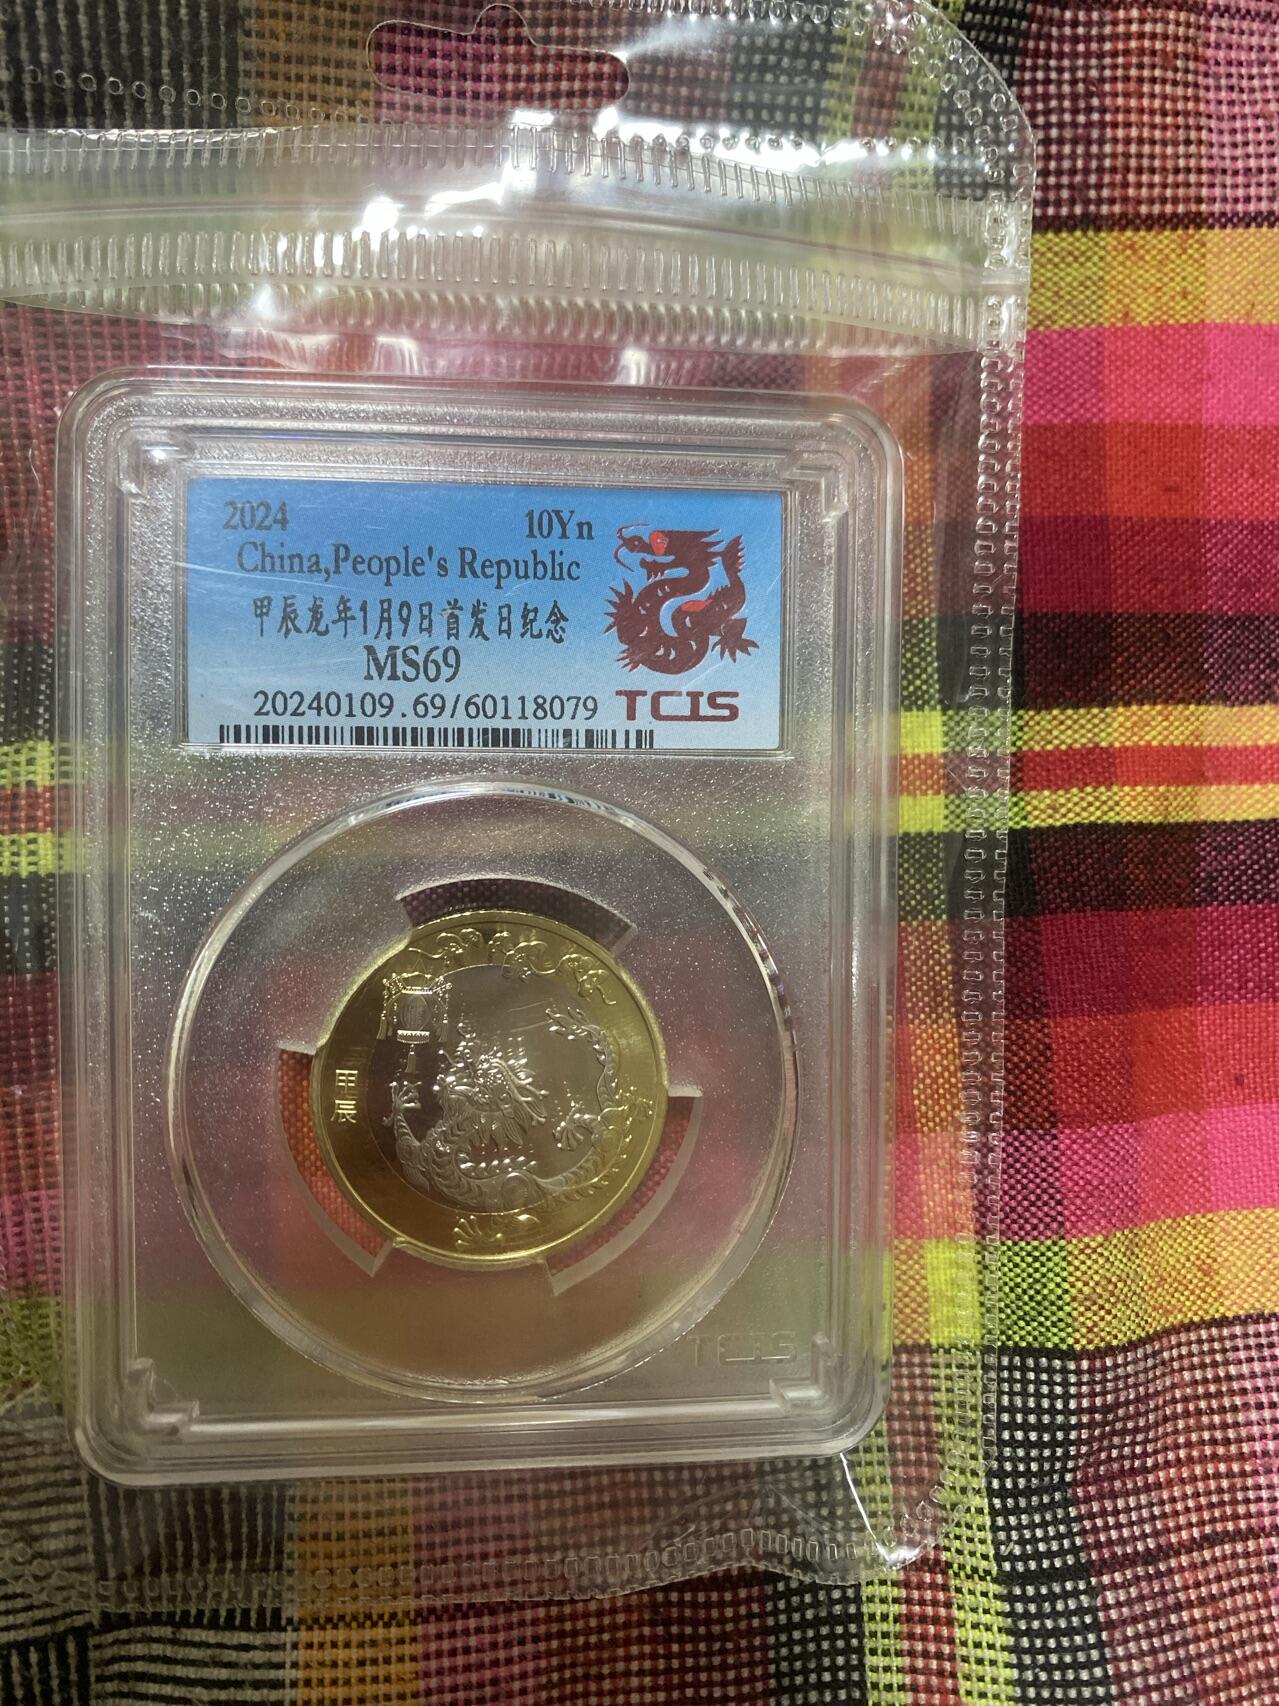 2024 10Yn
China,People's Republic
甲辰龙年1月9日首发日纪念
MS69
20240109.69/60118079 TCIS
甲辰
TCIS